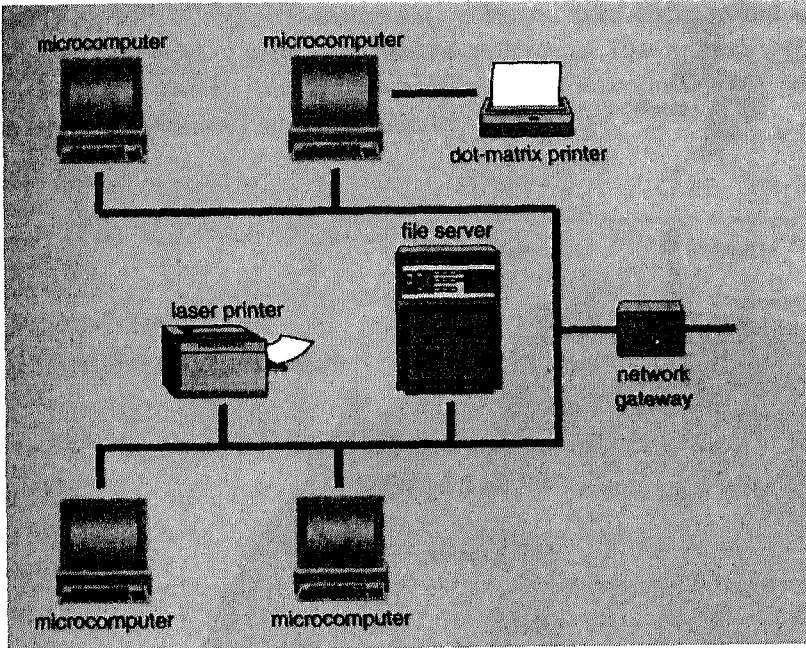 microcomputer
microcomputer
dot-matrix printer
file server
laser printer
network
gateway
microcomputer
microcomputer